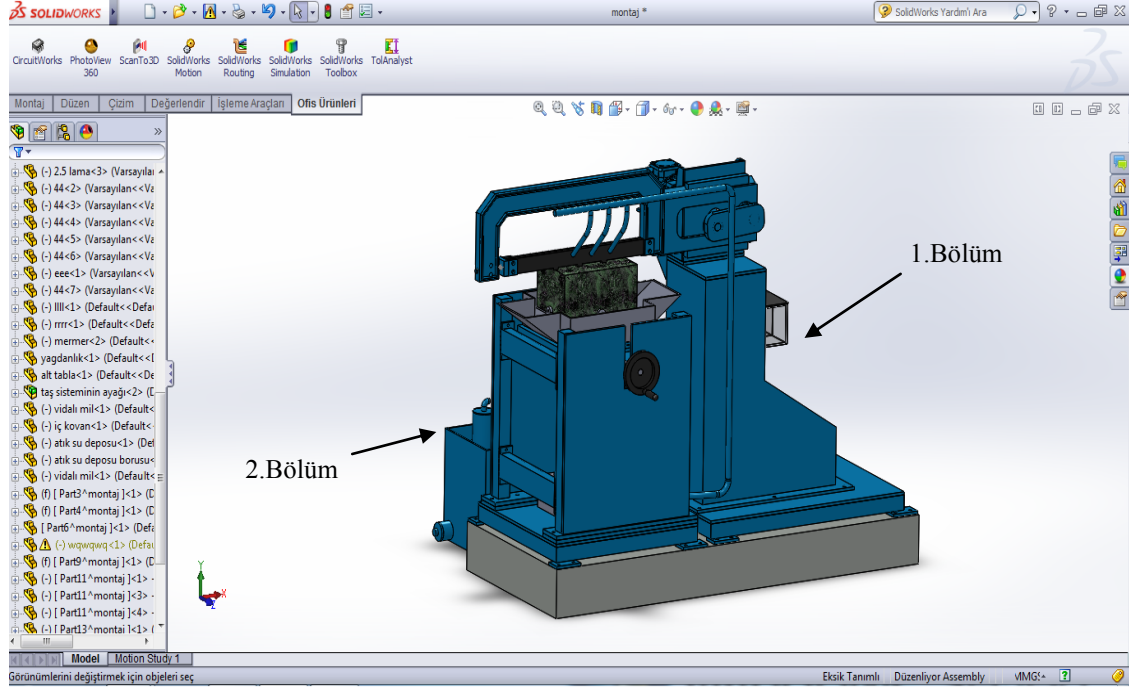 SOLIDWORKS
montaj *
SolidWorks Yardım'ı Ara
CircuitWorks
PhotoView 360
ScanTo3D
SolidWorks Motion
SolidWorks Routing
SolidWorks Simulation
SolidWorks Toolbox
TolAnalyst
Montaj
Düzen
Çizim
Değerlendir
İşleme Araçları
Ofis Ürünleri
(-) 2.5 lama<3> (Varsayılan
(-) 44<2> (Varsayılan<<Va
(-) 44<3> (Varsayılan<<Va
(-) 44<4> (Varsayılan<<Va
(-) 44<5> (Varsayılan<<Va
(-) 44<6> (Varsayılan<<Va
(-) eee<1> (Varsayılan<<V
(-) 44<7> (Varsayılan<<Va
(-) llll<1> (Default<<Defau
(-) rrrr<1> (Default<<Defa
(-) mermer<2> (Default<<
yagdanlık<1> (Default<<D
alt tabla<1> (Default<<De
taş sisteminin ayağı<2> (D
(-) vidalı mil<1> (Default<
(-) iç kovan<1> (Default<
(-) atık su deposu<1> (Def
(-) atık su deposu borusu<
(-) vidalı mil<1> (Default<
(f) [ Part3^montaj ]<1> (D
(f) [ Part4^montaj ]<1> (D
[ Part6^montaj ]<1> (Defa
(-) wqwqwq<1> (Defau
(f) [ Part9^montaj ]<1> (D
(-) [ Part11^montaj ]<1> -
(-) [ Part11^montaj ]<3> -
(-) [ Part11^montaj ]<4> -
(-) [ Part13^montaj ]<1> (
1.Bölüm
2.Bölüm
Y
X
Z
Model
Motion Study 1
Görünümlerini değiştirmek için objeleri seç
Eksik Tanımlı
Düzenliyor Assembly